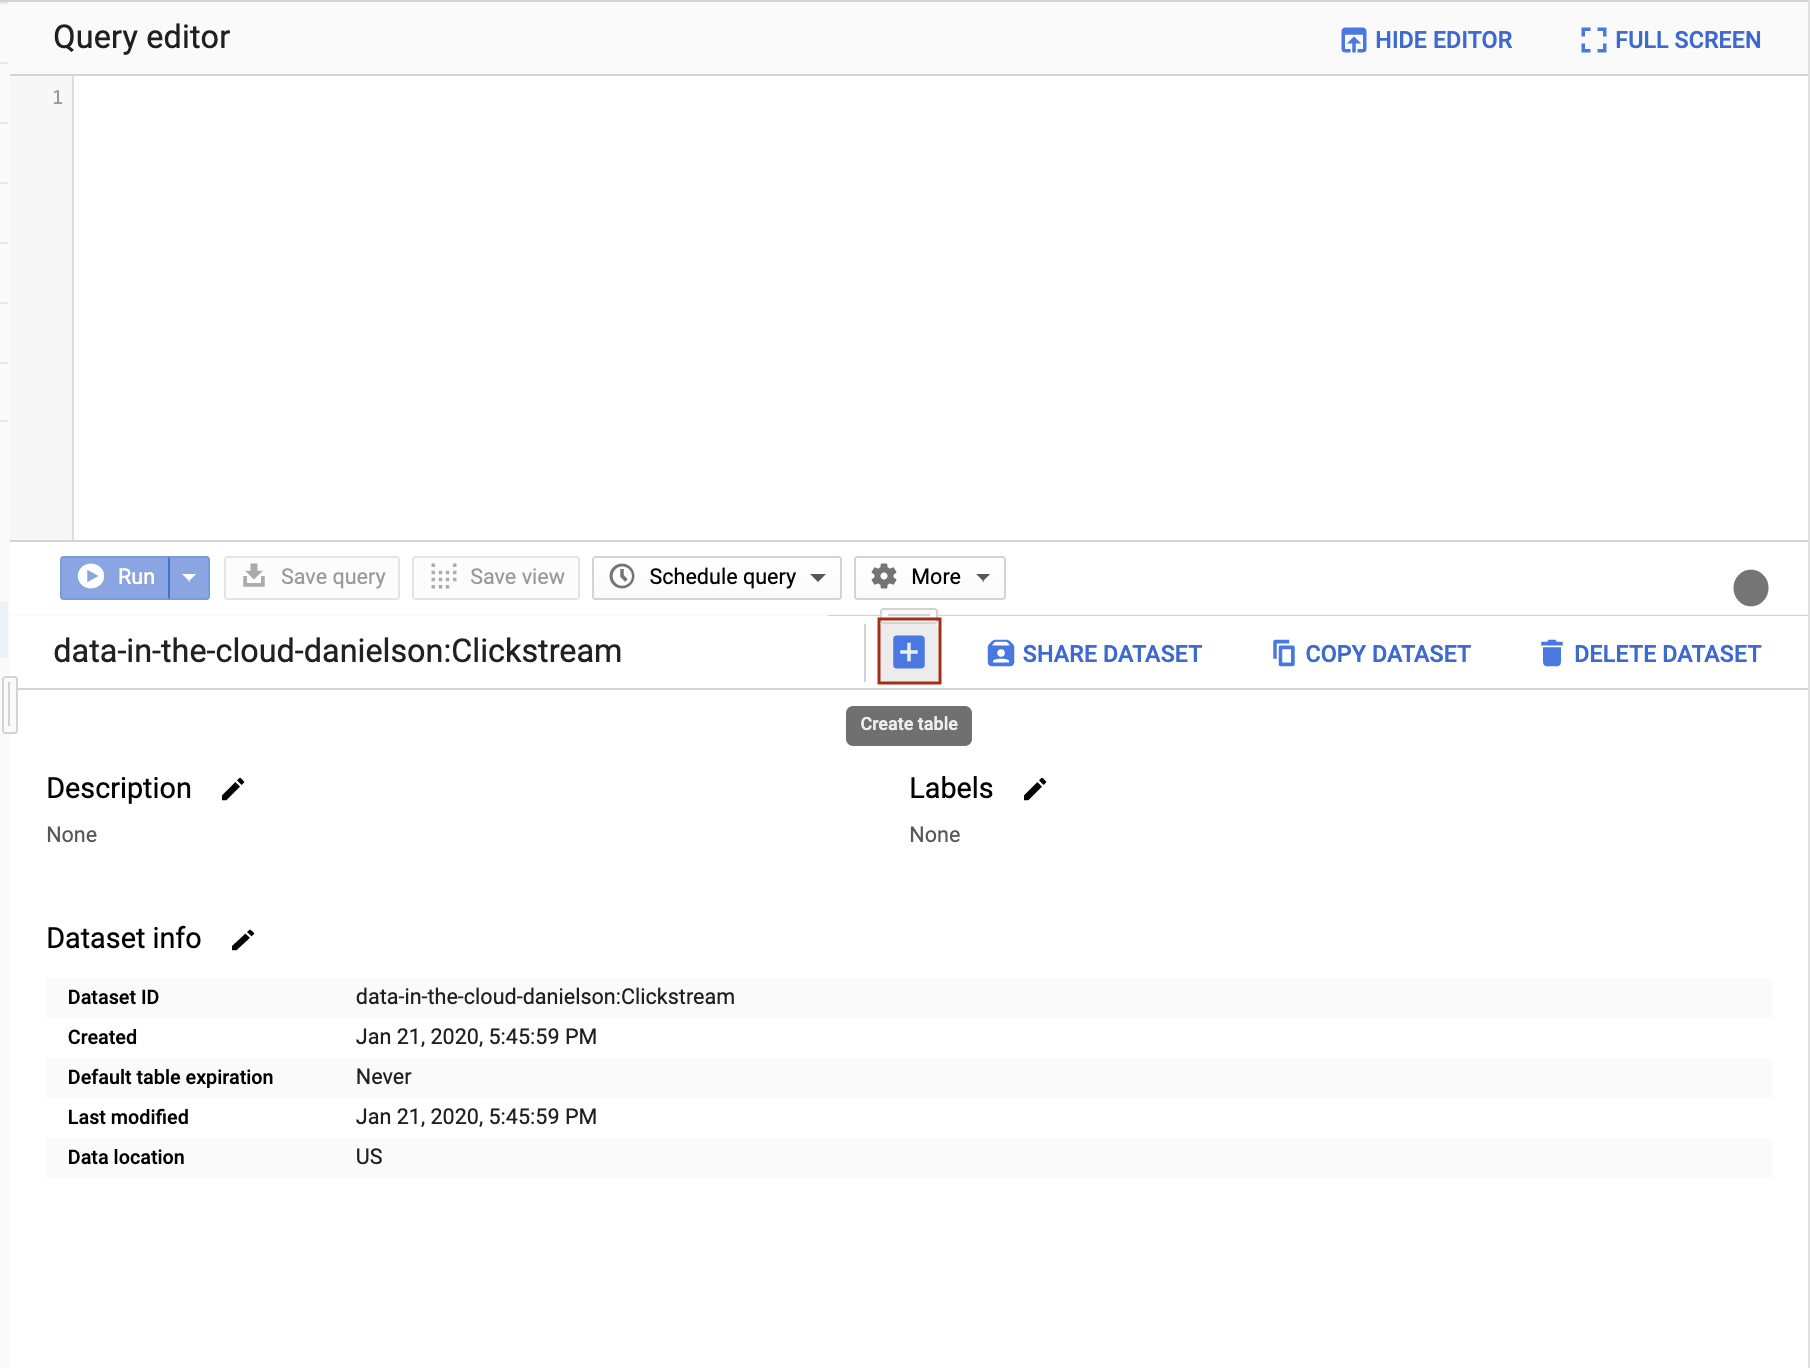 Query editor
HIDE EDITOR
FULL SCREEN
1
Run
Save query
Save view
Schedule query
More
data-in-the-cloud-danielson:Clickstream
SHARE DATASET
COPY DATASET
DELETE DATASET
Create table
Description
None
Labels
None
Dataset info
Dataset ID data-in-the-cloud-danielson:Clickstream
Created Jan 21, 2020, 5:45:59 PM
Default table expiration Never
Last modified Jan 21, 2020, 5:45:59 PM
Data location US